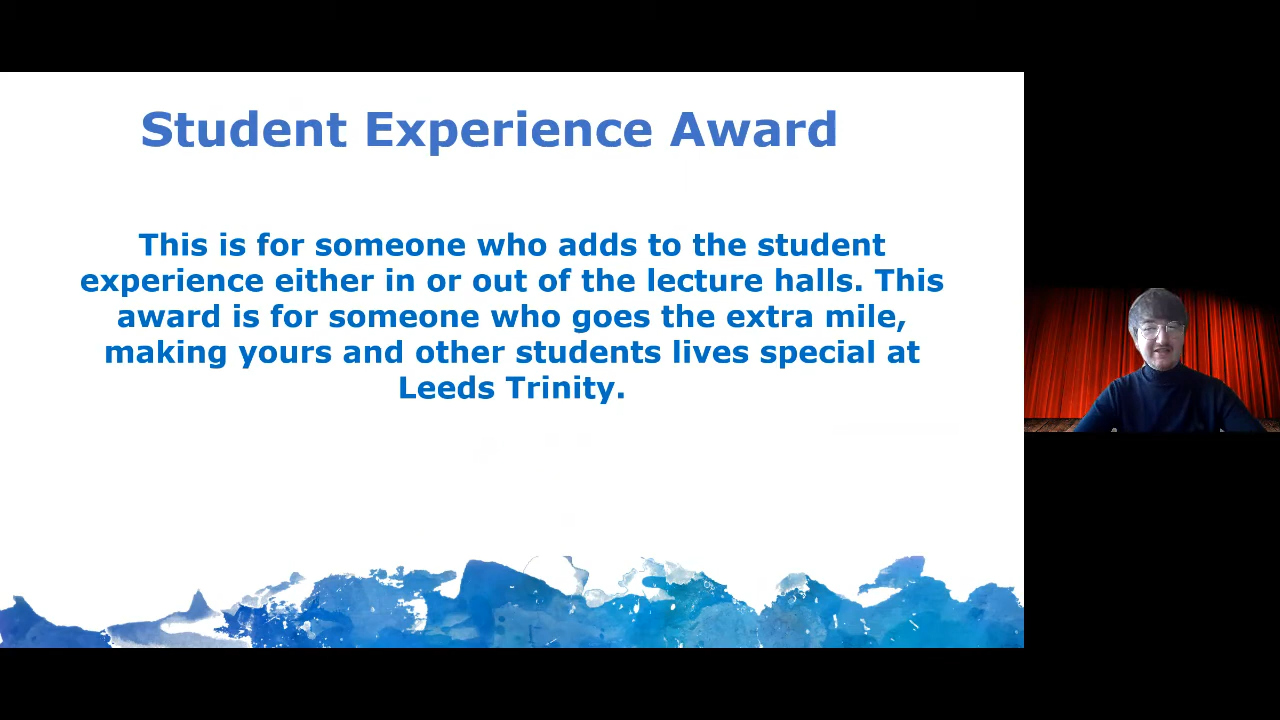 Student Experience Award
This is for someone who adds to the student
experience either in or out of the lecture halls. This
award is for someone who goes the extra mile,
making yours and other students lives special at
Leeds Trinity.